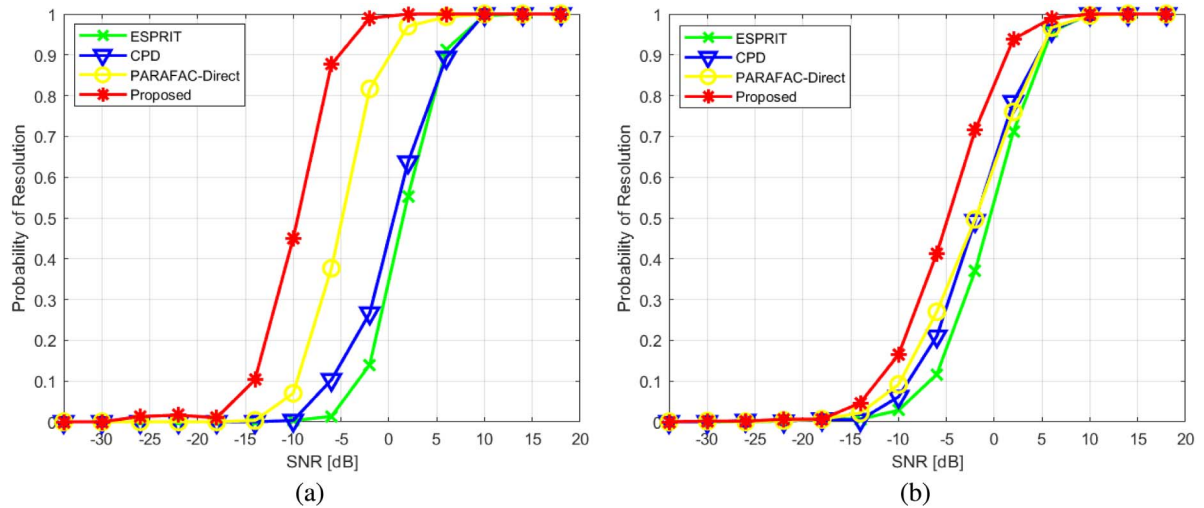 1
0.9
0.8
0.7
0.6
0.5
0.4
0.3
0.2
0.1
0
Probability of Resolution
ESPRIT
CPD
PARAFAC-Direct
Proposed
-30 -25 -20 -15 -10 -5 0 5 10 15 20
SNR [dB]
(a)
1
0.9
0.8
0.7
0.6
0.5
0.4
0.3
0.2
0.1
0
Probability of Resolution
ESPRIT
CPD
PARAFAC-Direct
Proposed
-30 -25 -20 -15 -10 -5 0 5 10 15 20
SNR [dB]
(b)